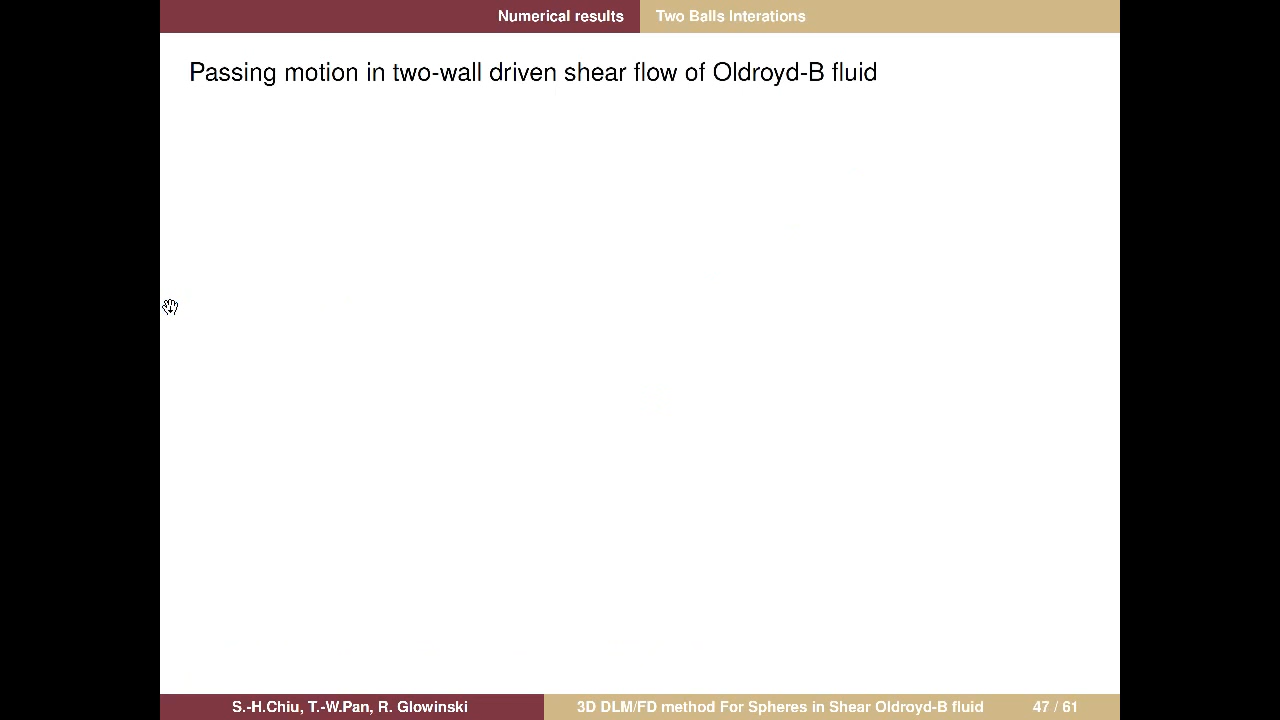 Numerical results
Two Balls Interations
Passing motion in two-wall driven shear flow of Oldroyd-B fluid
S.-H.Chiu, T.-W.Pan, R. Glowinski
3D DLM/FD method For Spheres in Shear Oldroyd-B fluid
47 / 61